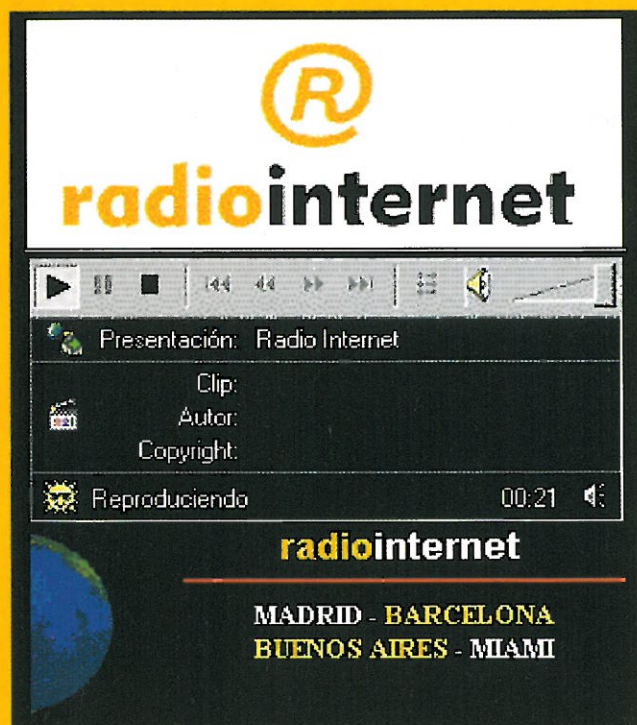 R
radiointernet
Presentación: Radio Internet
Clip:
Autor:
Copyright:
Reproduciendo 00:21
radiointernet
MADRID - BARCELONA
BUENOS AIRES - MIAMI